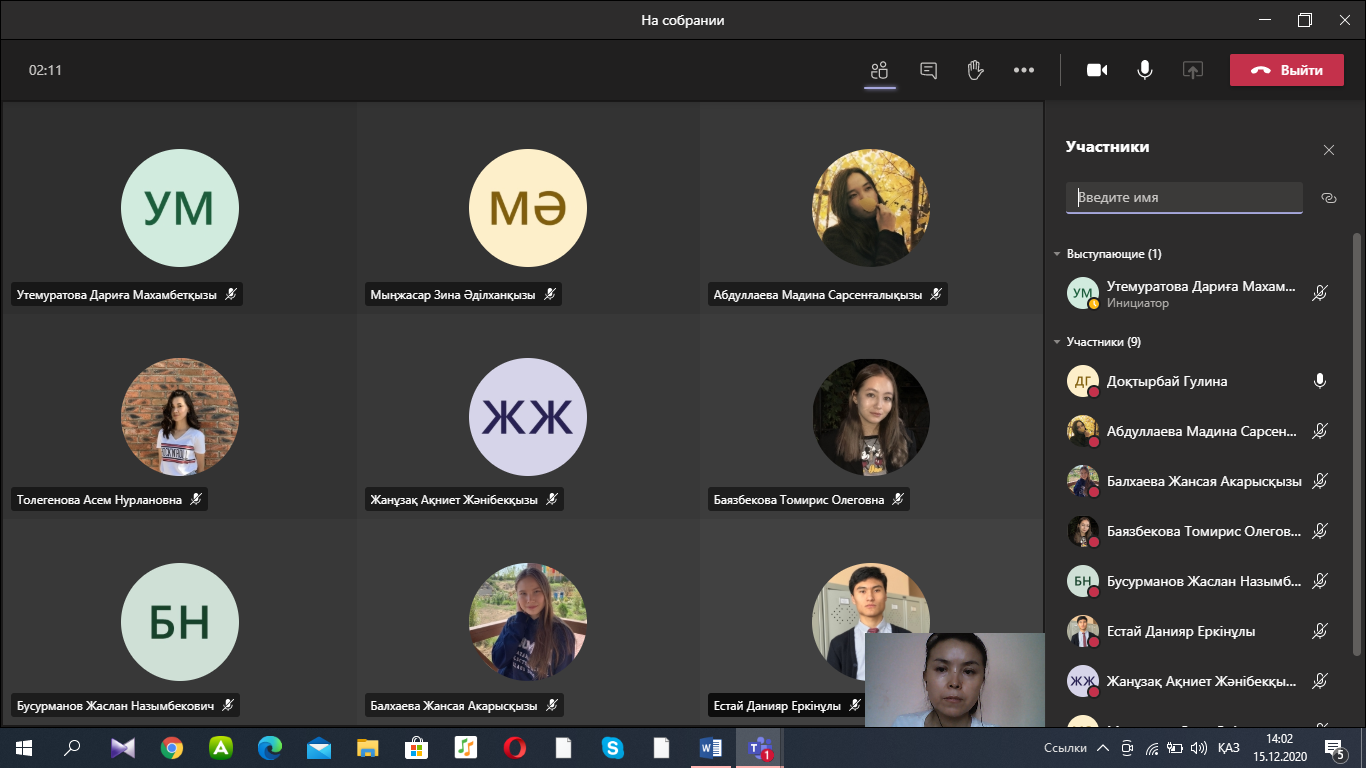 На собрании
02:11
Выйти
УМ
Утемуратова Дариға Махамбетқызы
МӘ
Мыңжасар Зина Әділханқызы
Абдуллаева Мадина Сарсенғалықызы
Толегенова Асем Нурлановна
ЖЖ
Жанұзақ Ақниет Жәнібекқызы
Баязбекова Томирис Олеговна
БН
Бусурманов Жаслан Назымбекович
Балхаева Жансая Акарысқызы
Естай Данияр Еркінұлы
Участники
Введите имя
Выступающие (1)
УМ
Утемуратова Дариға Махам...
Инициатор
Участники (9)
ДГ
Доқтырбай Гулина
Абдуллаева Мадина Сарсен...
Балхаева Жансая Акарысқызы
Баязбекова Томирис Олегов...
БН
Бусурманов Жаслан Назымб...
Естай Данияр Еркінұлы
ЖЖ
Жанұзақ Ақниет Жәнібекқы...
Ссылки
ҚАЗ
14:02
15.12.2020
5
1